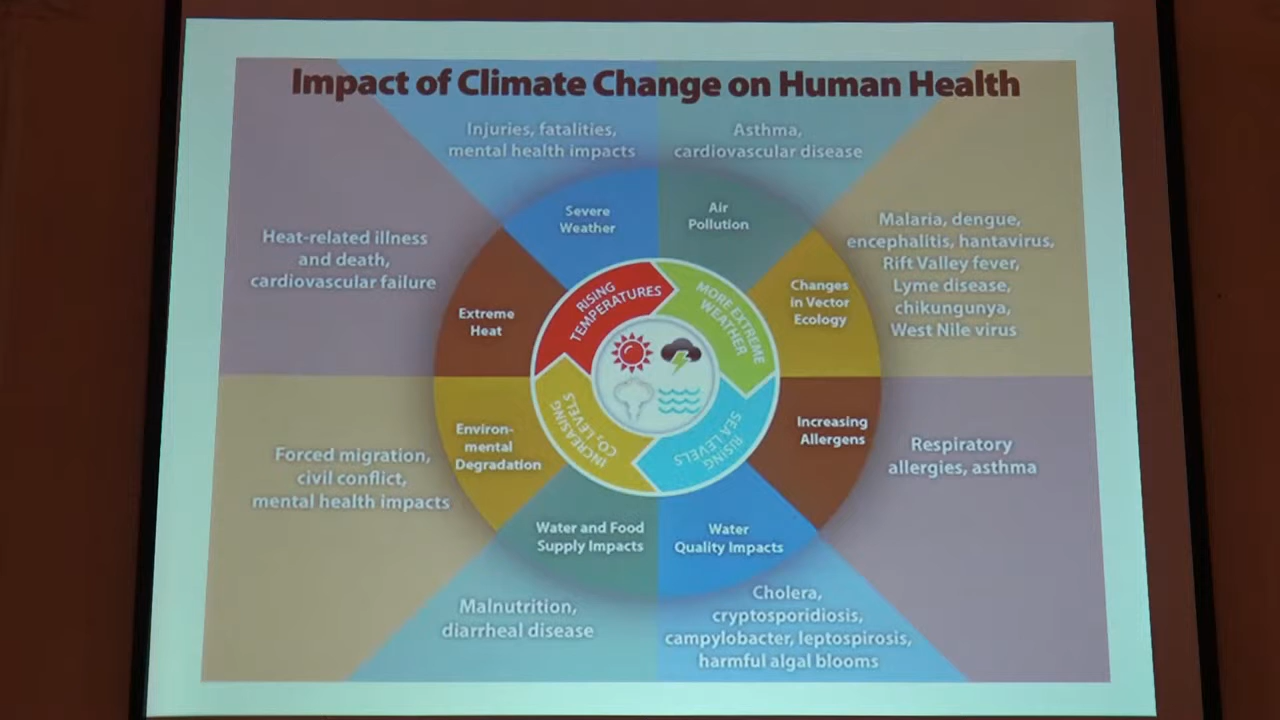 Impact of Climate Change on Human Health
Injuries, fatalities,
mental health impacts
Asthma,
cardiovascular disease
Severe
Weather
Air
Pollution
Malaria, dengue,
encephalitis, hantavirus,
Rift Valley fever,
Lyme disease,
chikungunya,
West Nile virus
Heat-related illness
and death,
cardiovascular failure
Extreme
Heat
Changes
in Vector
Ecology
RISING
TEMPERATURES
MORE EXTREME
WEATHER
INCREASING
CO₂ LEVELS
RISING
SEA LEVELS
Environ-
mental
Degradation
Increasing
Allergens
Forced migration,
civil conflict,
mental health impacts
Respiratory
allergies, asthma
Water and Food
Supply Impacts
Water
Quality Impacts
Malnutrition,
diarrheal disease
Cholera,
cryptosporidiosis,
campylobacter, leptospirosis,
harmful algal blooms